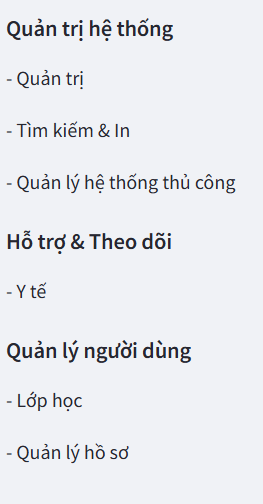 Quản trị hệ thống
- Quản trị
- Tìm kiếm & In
- Quản lý hệ thống thủ công
Hỗ trợ & Theo dõi
- Y tế
Quản lý người dùng
- Lớp học
- Quản lý hồ sơ